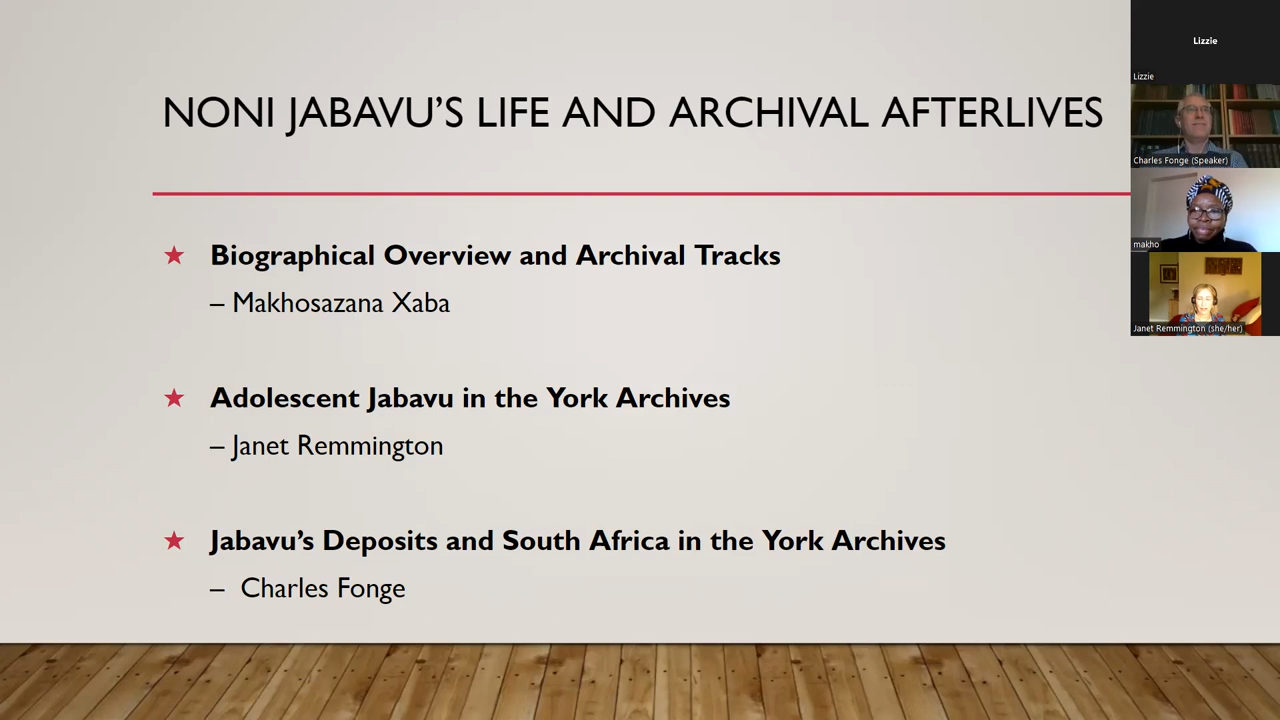 NONI JABAVU'S LIFE AND ARCHIVAL AFTERLIVES
★ Biographical Overview and Archival Tracks
– Makhosazana Xaba
★ Adolescent Jabavu in the York Archives
– Janet Remmington
★ Jabavu's Deposits and South Africa in the York Archives
– Charles Fonge
Lizzie
Lizzie
Charles Fonge (Speaker)
makho
Janet Remmington (she/her)